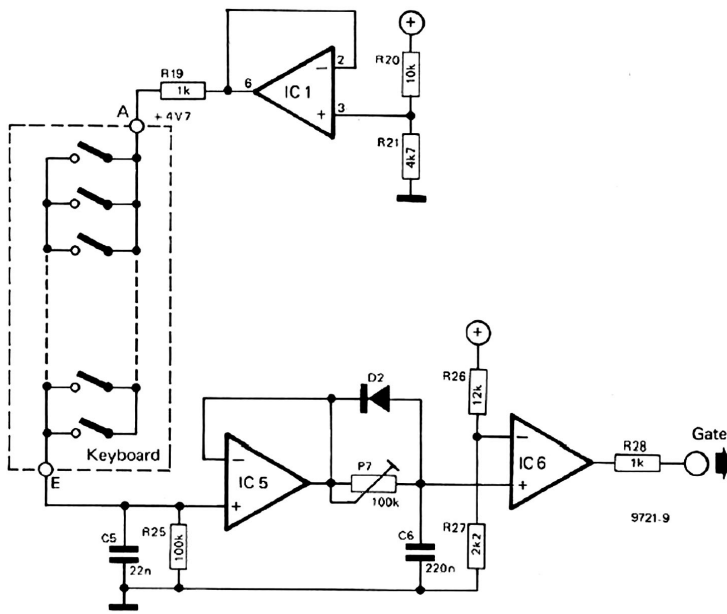 R19
1k
6
2
3
−
+
IC 1
R20
10k
+
R21
4k7
A
+ 4V7
Keyboard
E
C5
22n
R25
100k
−
+
IC 5
D2
P7
100k
C6
220n
+
R26
12k
R27
2k2
−
+
IC 6
R28
1k
Gate
9721-9